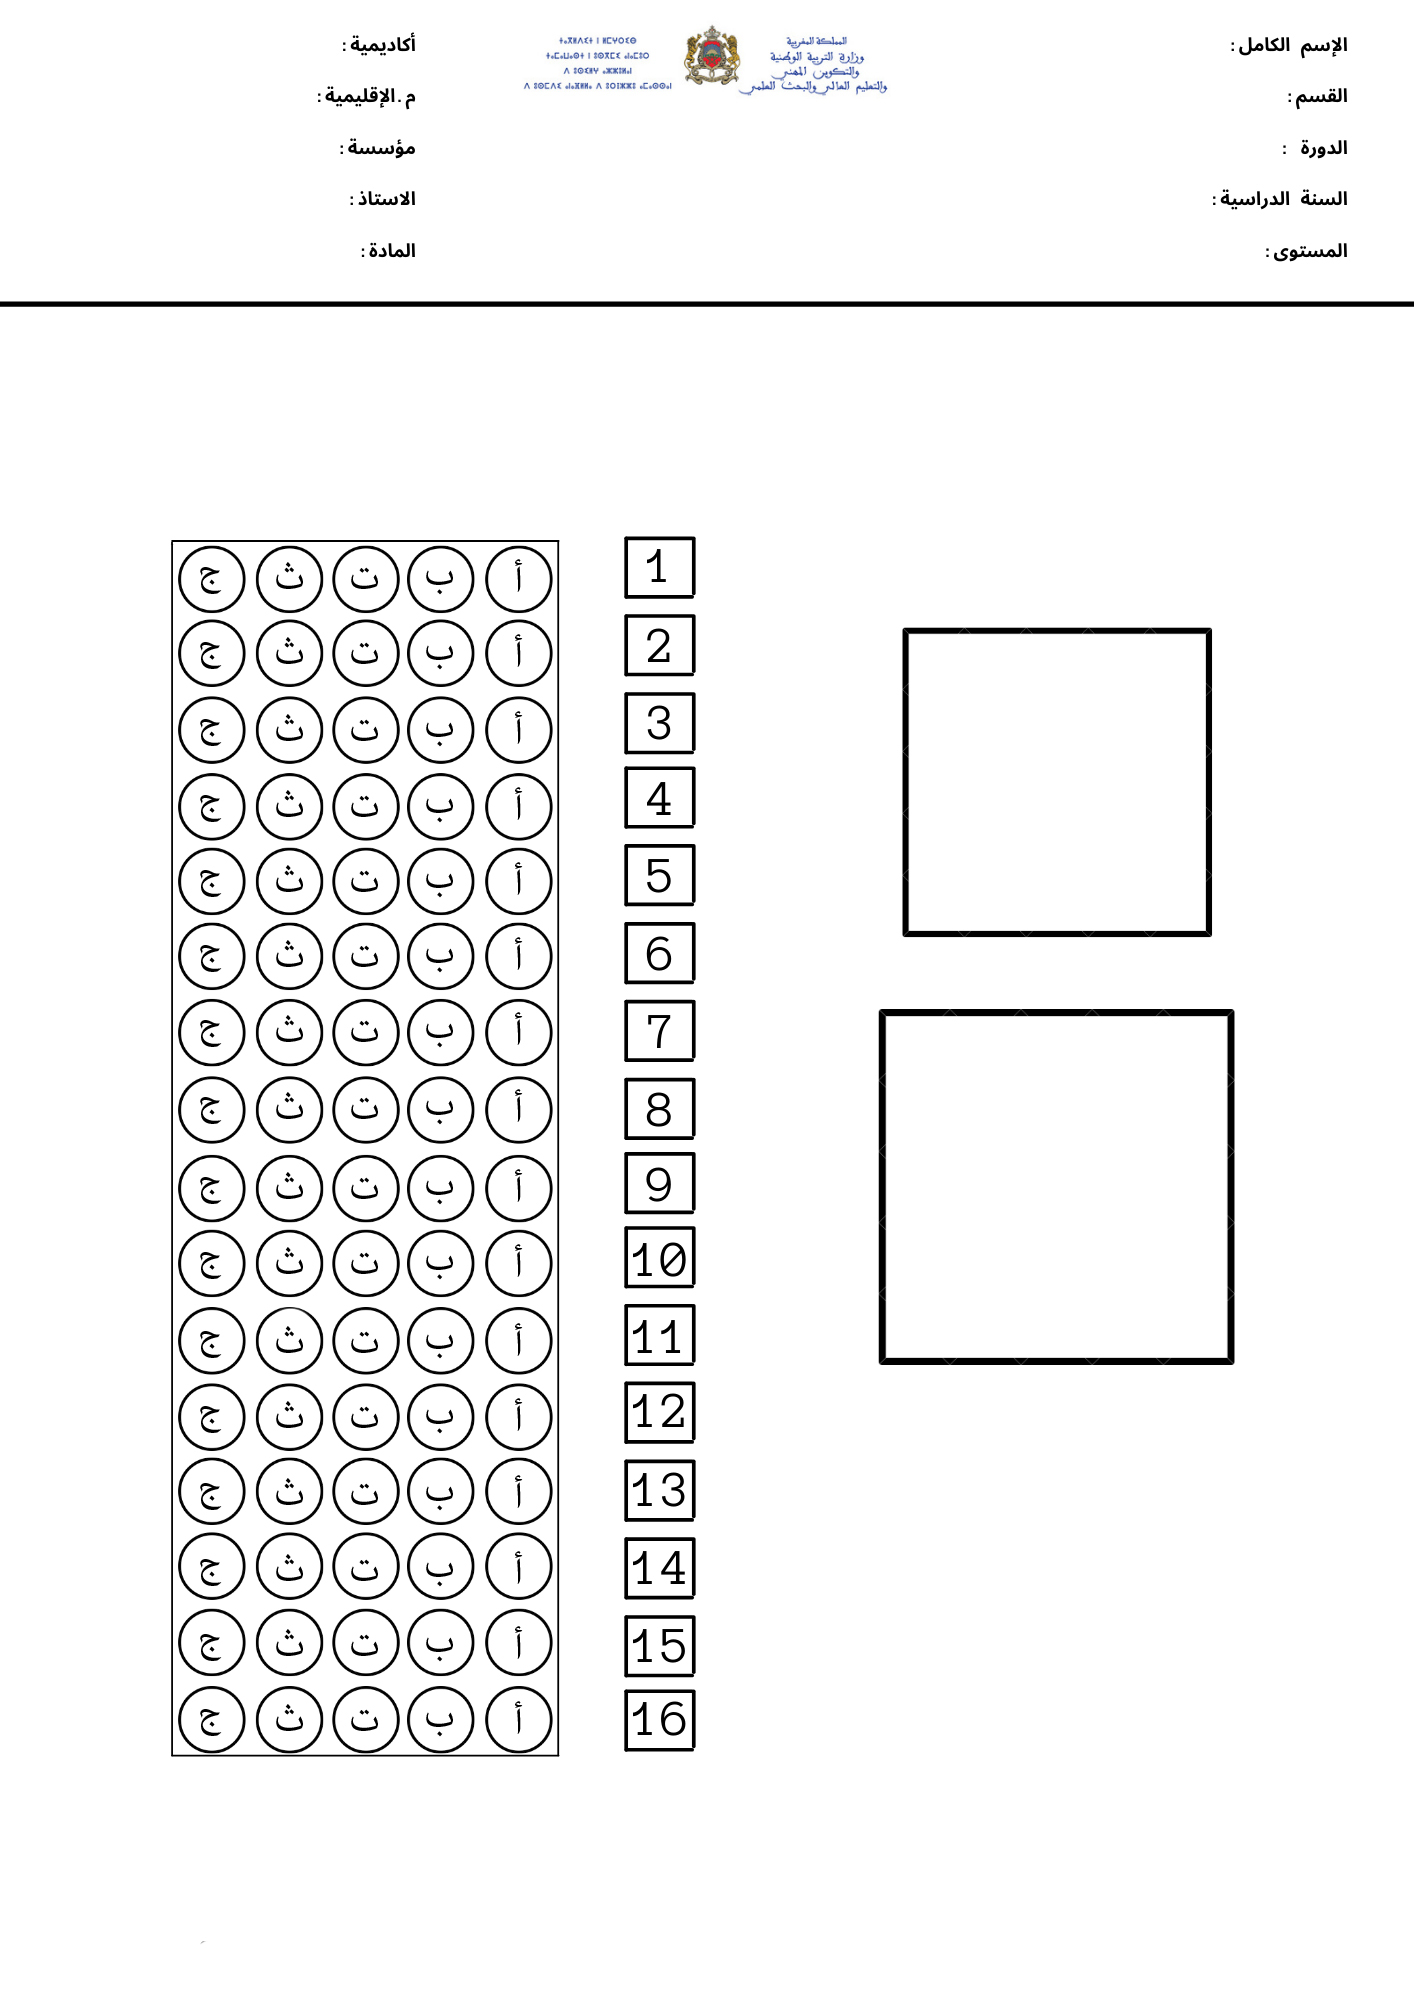 الإسم الكامل :
القسم :
الدورة :
السنة الدراسية :
المستوى :
المملكة المغربية
وزارة التربية الوطنية
والتكوين المهني
والتعليم العالي والبحث العلمي
ⵜⴰⴳⵍⴷⵉⵜ ⵏ ⵍⵎⵖⵔⵉⴱ
أكاديمية :
م.الإقليمية :
مؤسسة :
الاستاذ :
المادة :
1 أ ب ت ث ج
2 أ ب ت ث ج
3 أ ب ت ث ج
4 أ ب ت ث ج
5 أ ب ت ث ج
6 أ ب ت ث ج
7 أ ب ت ث ج
8 أ ب ت ث ج
9 أ ب ت ث ج
10 أ ب ت ث ج
11 أ ب ت ث ج
12 أ ب ت ث ج
13 أ ب ت ث ج
14 أ ب ت ث ج
15 أ ب ت ث ج
16 أ ب ت ث ج